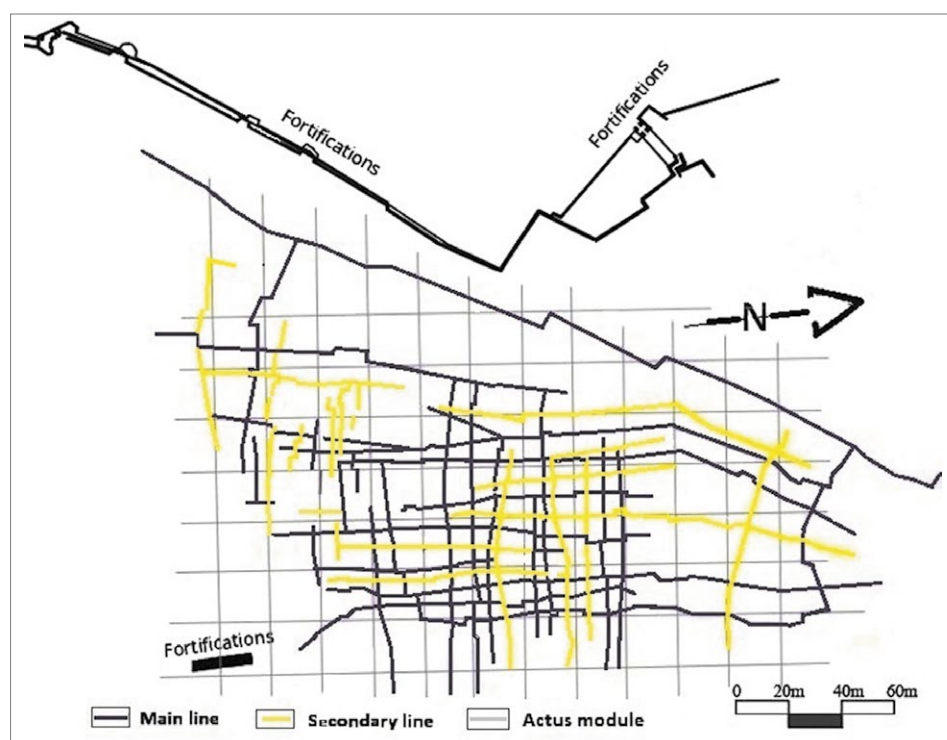 Fortifications
Fortifications
N
Fortifications
0 20m 40m 60m
Main line Secondary line Actus module